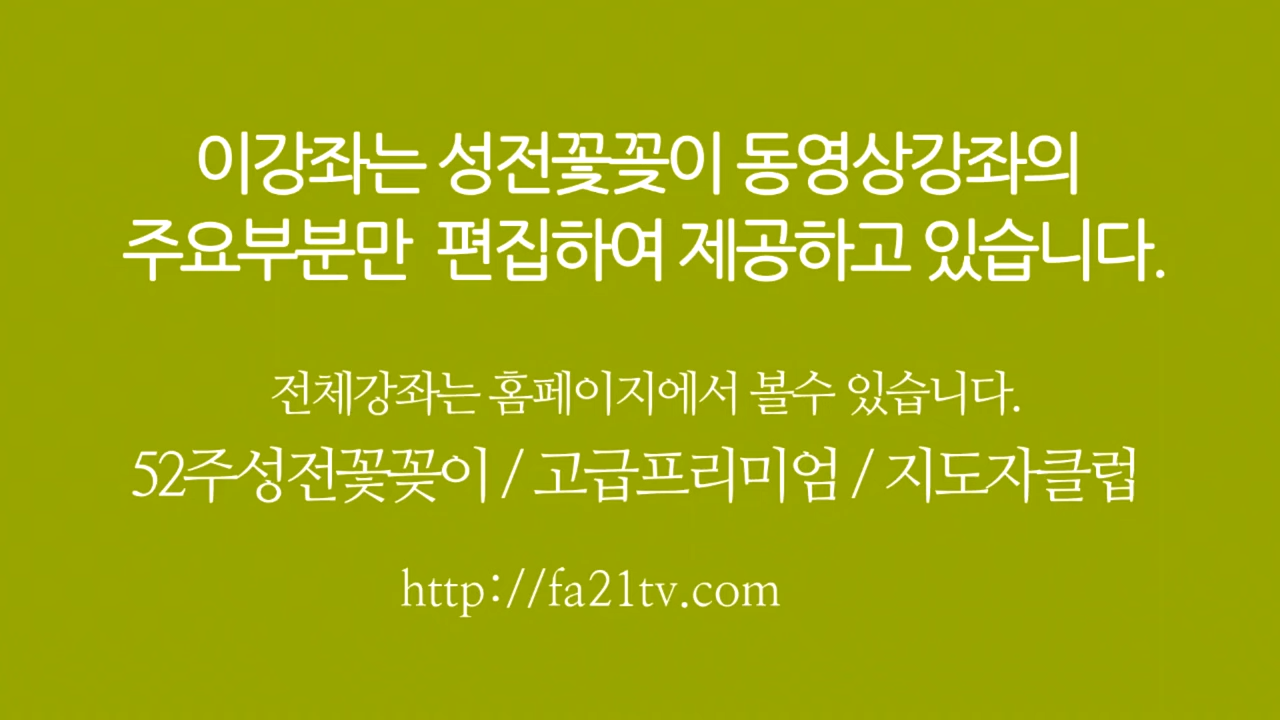 이강좌는 성전꽃꽂이 동영상강좌의
주요부분만 편집하여 제공하고 있습니다.
전체강좌는 홈페이지에서 볼수 있습니다.
52주성전꽃꽂이 / 고급프리미엄 / 지도자클럽
http://fa21tv.com